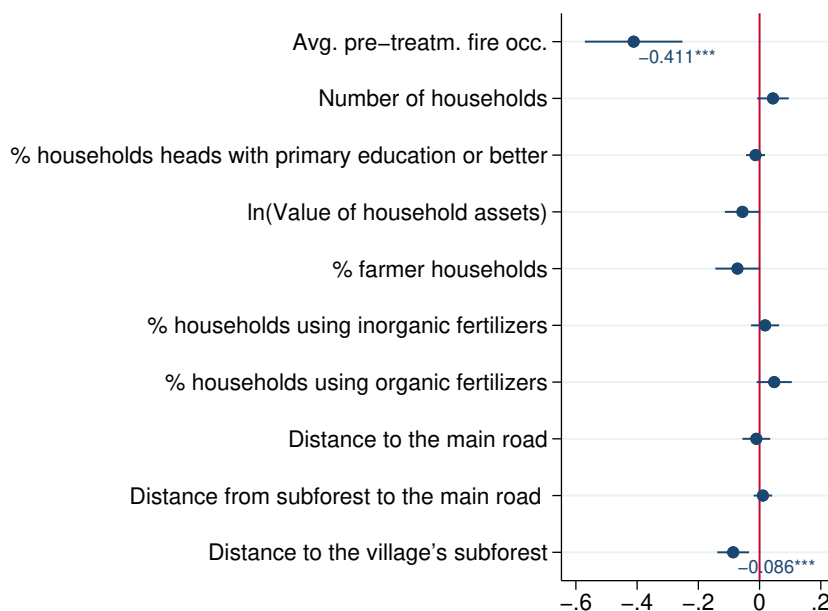 Avg. pre−treatm. fire occ.
−0.411***
Number of households
% households heads with primary education or better
ln(Value of household assets)
% farmer households
% households using inorganic fertilizers
% households using organic fertilizers
Distance to the main road
Distance from subforest to the main road
Distance to the village's subforest
−0.086***
−.6 −.4 −.2 0 .2